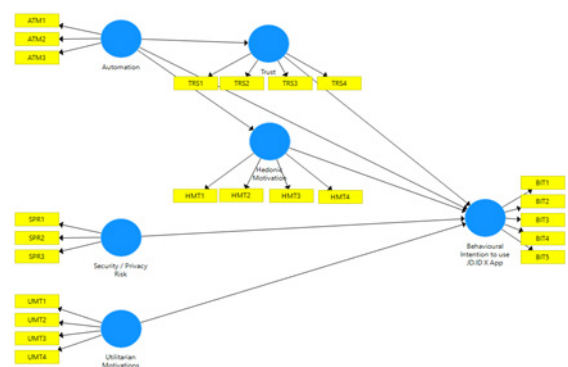 ATM1
ATM2
ATM3
Automation
Trust
TRS1
TRS2
TRS3
TRS4
Hedonic
Motivation
HMT1
HMT2
HMT3
HMT4
SPR1
SPR2
SPR3
Security / Privacy
Risk
BIT1
BIT2
BIT3
BIT4
BIT5
Behavioural
Intention to use
JD.ID X App
UMT1
UMT2
UMT3
UMT4
Utilitarian
Motivations